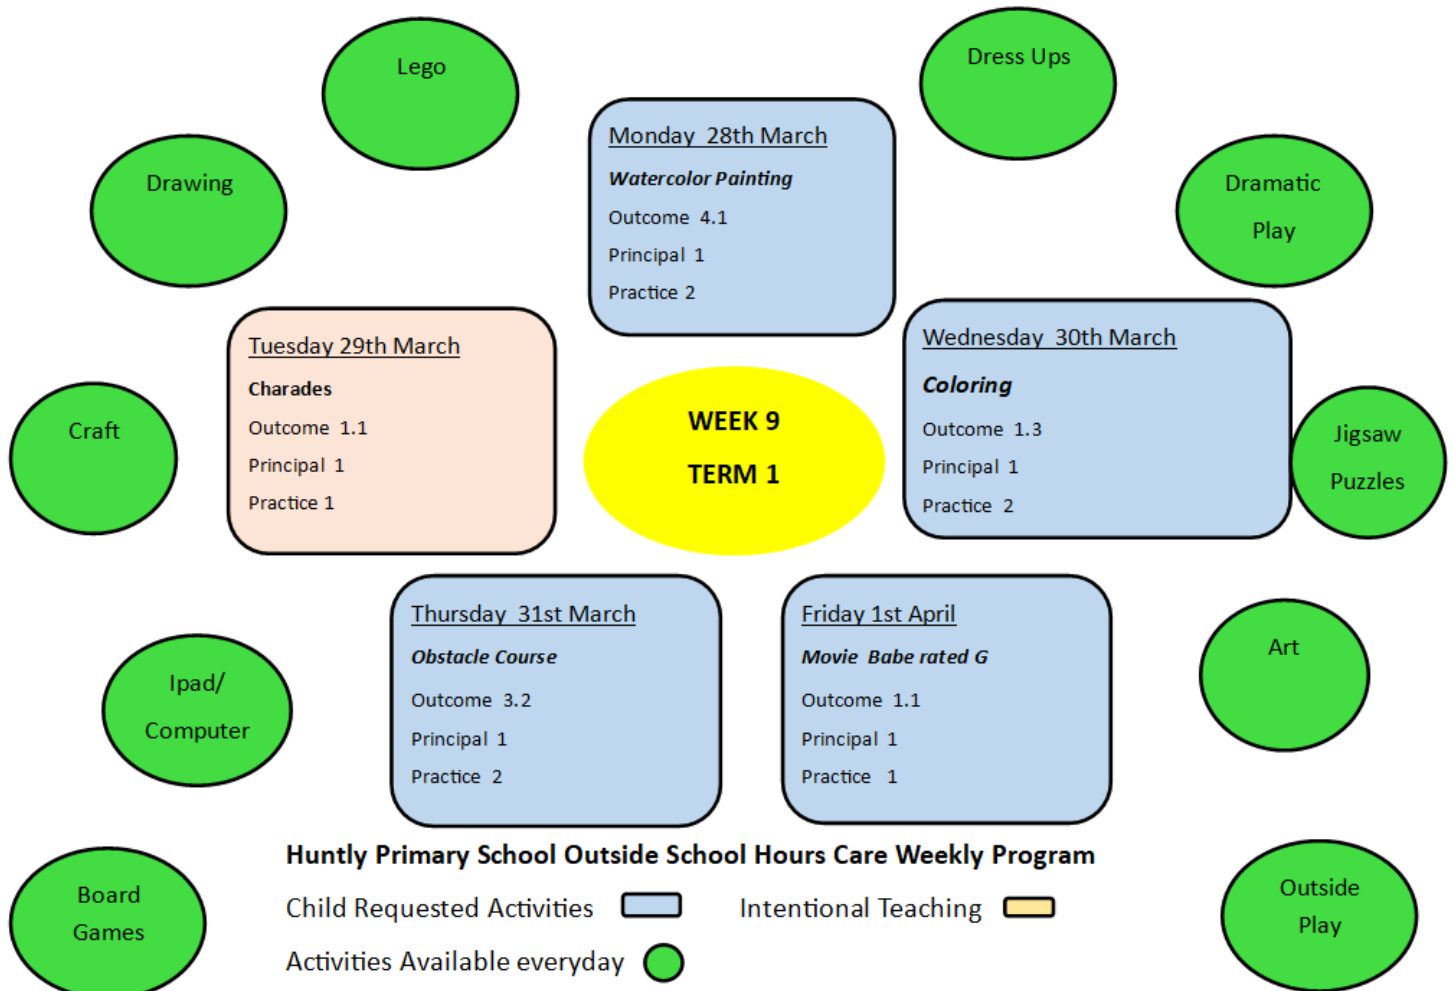 Lego
Dress Ups
Drawing
Dramatic
Play
Monday 28th March
Watercolor Painting
Outcome 4.1
Principal 1
Practice 2
Tuesday 29th March
Charades
Outcome 1.1
Principal 1
Practice 1
WEEK 9
TERM 1
Wednesday 30th March
Coloring
Outcome 1.3
Principal 1
Practice 2
Craft
Jigsaw
Puzzles
Thursday 31st March
Obstacle Course
Outcome 3.2
Principal 1
Practice 2
Friday 1st April
Movie Babe rated G
Outcome 1.1
Principal 1
Practice 1
Ipad/
Computer
Art
Board
Games
Outside
Play
Huntly Primary School Outside School Hours Care Weekly Program
Child Requested Activities
Intentional Teaching
Activities Available everyday